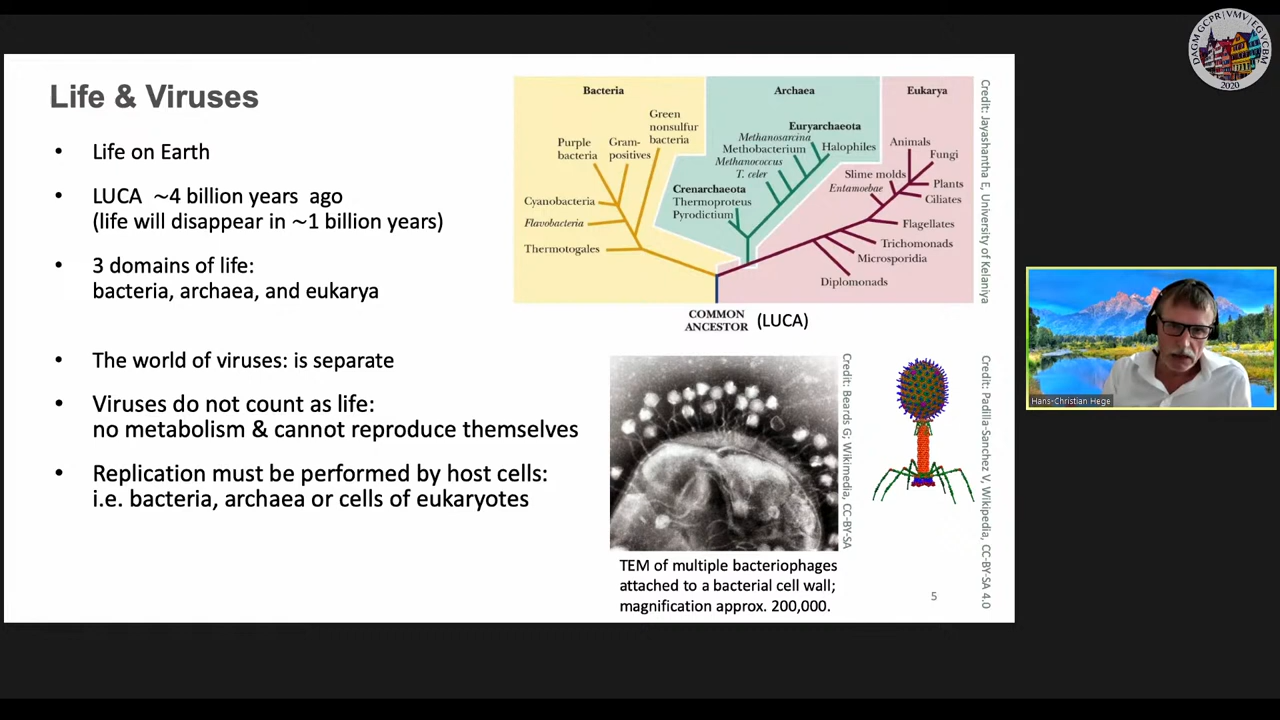 Life & Viruses
• Life on Earth
• LUCA ~4 billion years ago
(life will disappear in ~1 billion years)
• 3 domains of life:
bacteria, archaea, and eukarya
• The world of viruses: is separate
• Viruses do not count as life:
no metabolism & cannot reproduce themselves
• Replication must be performed by host cells:
i.e. bacteria, archaea or cells of eukaryotes
Bacteria
Green
nonsulfur
bacteria
Purple
bacteria
Gram-
positives
Cyanobacteria
Flavobacteria
Thermotogales
Archaea
Euryarchaeota
Methanosarcina
Methobacterium
Halophiles
Methanococcus
T. celer
Crenarchaeota
Thermoproteus
Pyrodictium
Eukarya
Animals
Fungi
Slime molds
Entamoebae
Plants
Ciliates
Flagellates
Trichomonads
Microsporidia
Diplomonads
COMMON
ANCESTOR (LUCA)
Credit: Jayashantha E, University of Kelaniya
Credit: Beards G; Wikimedia, CC-BY-SA
Credit: Padilla-Sanchez V, Wikipedia, CC-BY-SA 4.0
TEM of multiple bacteriophages
attached to a bacterial cell wall;
magnification approx. 200,000.
5
DAGM GCPR | VMV | EG VCBM
2020
Hans-Christian Hege